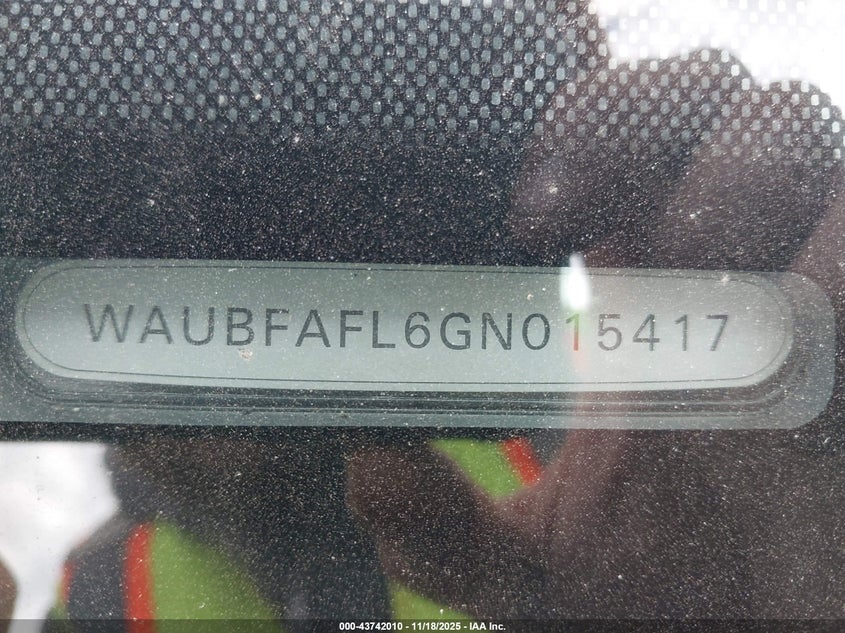 WAUBFAFL6GN015417
000-43742010 - 11/18/2025 - IAA Inc.